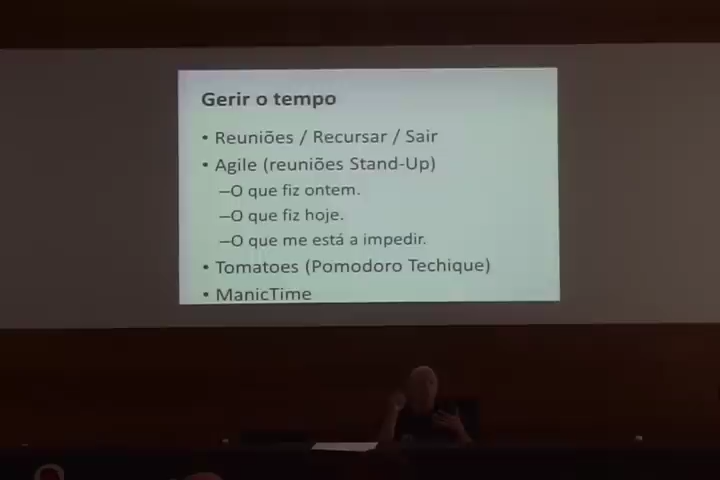 Gerir o tempo
• Reuniões / Recursar / Sair
• Agile (reuniões Stand-Up)
–O que fiz ontem.
–O que fiz hoje.
–O que me está a impedir.
• Tomatoes (Pomodoro Techique)
• ManicTime